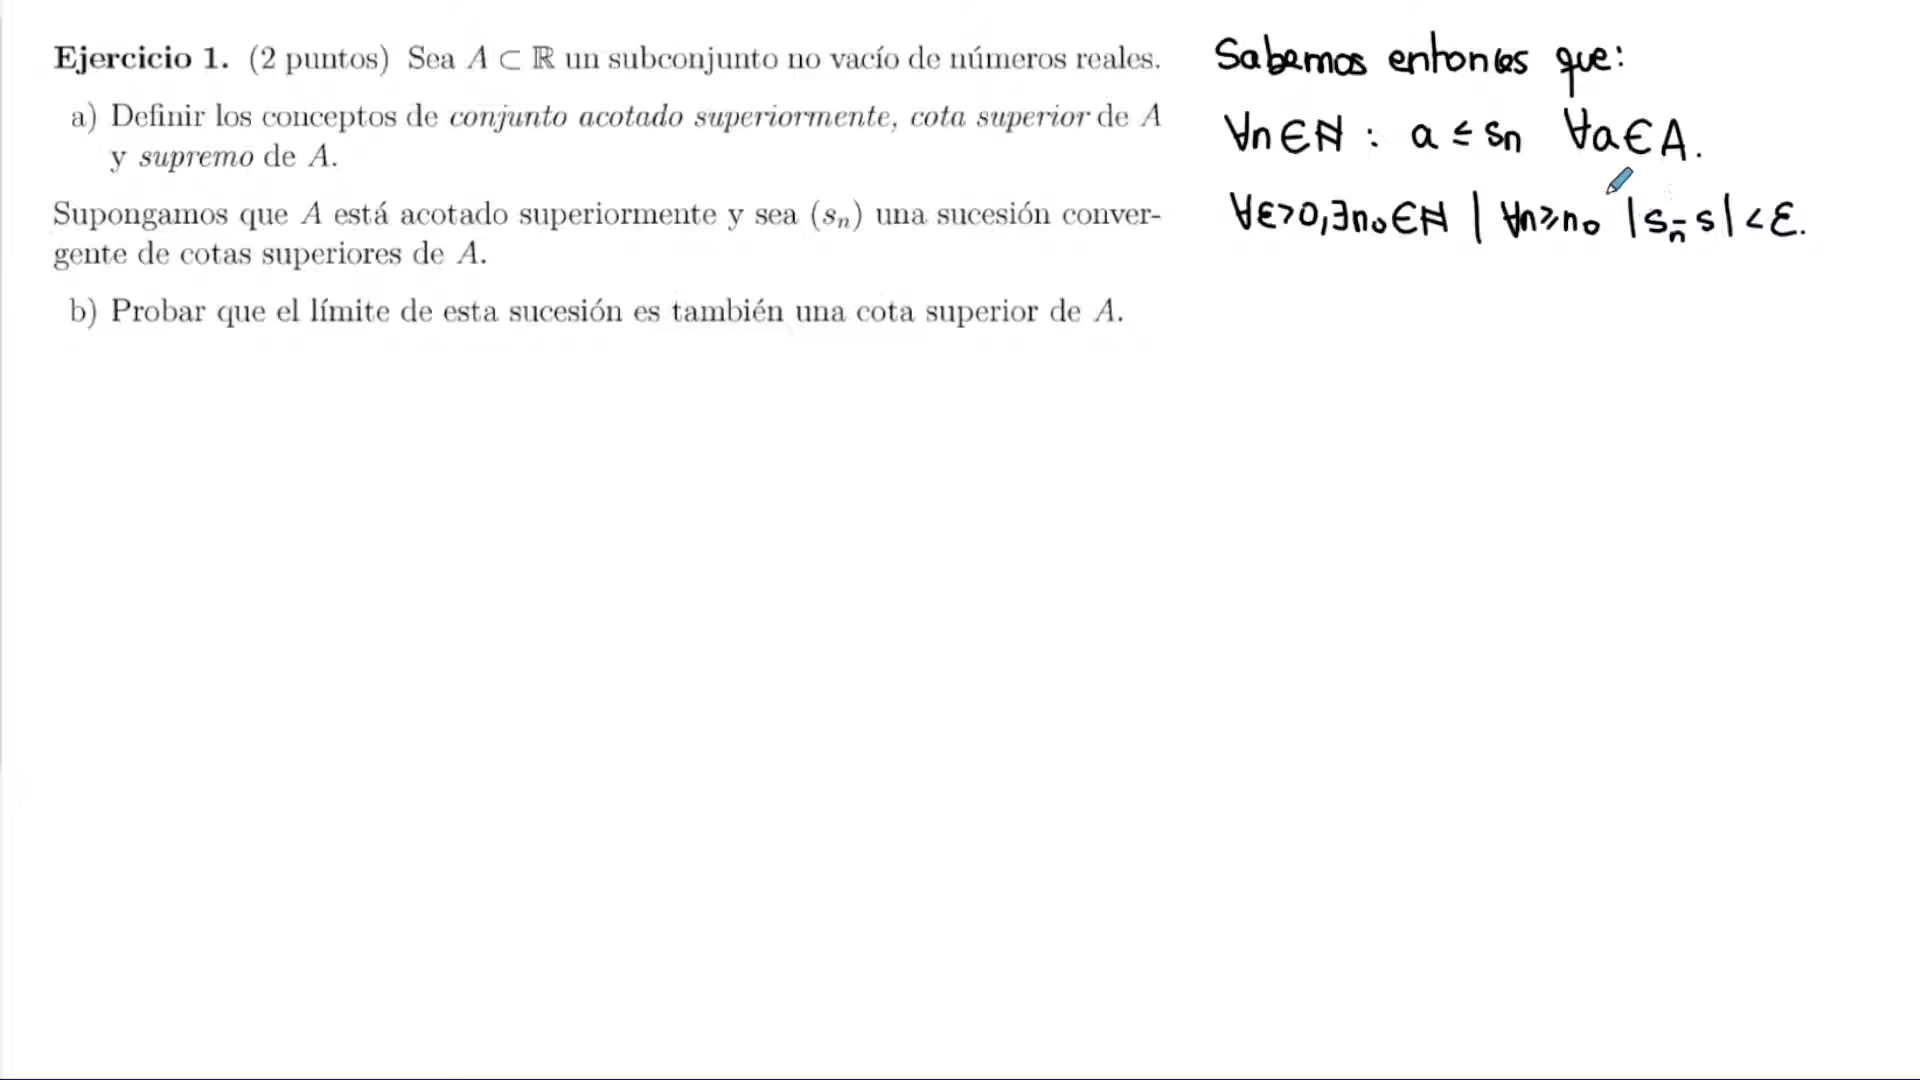 Ejercicio 1. (2 puntos) Sea A ⊂ ℝ un subconjunto no vacío de números reales.
a) Definir los conceptos de conjunto acotado superiormente, cota superior de A
y supremo de A.
Supongamos que A está acotado superiormente y sea (sₙ) una sucesión conver-
gente de cotas superiores de A.
b) Probar que el límite de esta sucesión es también una cota superior de A.
Sabemos entonces que:
∀n∈ℕ : a ≤ sₙ ∀a∈A.
∀ε>0, ∃n₀∈ℕ | ∀n≥n₀ |sₙ-s| < ε.